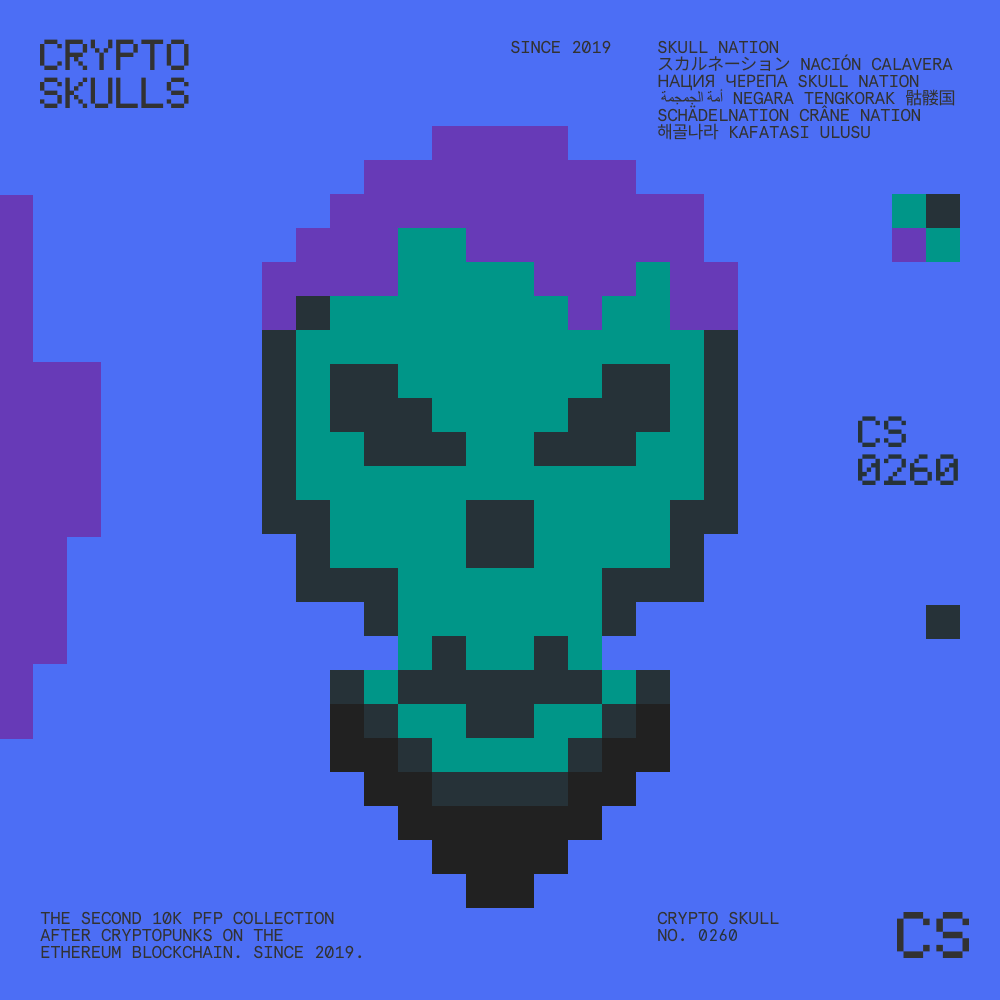 CRYPTO
SKULLS
SINCE 2019
SKULL NATION
スカルネーション NACIÓN CALAVERA
НАЦИЯ ЧЕРЕПА SKULL NATION
أمة الجمجمة NEGARA TENGKORAK 骷髅国
SCHÄDELNATION CRÂNE NATION
해골나라 KAFATASI ULUSU
CS
0260
THE SECOND 10K PFP COLLECTION
AFTER CRYPTOPUNKS ON THE
ETHEREUM BLOCKCHAIN. SINCE 2019.
CRYPTO SKULL
NO. 0260
CS